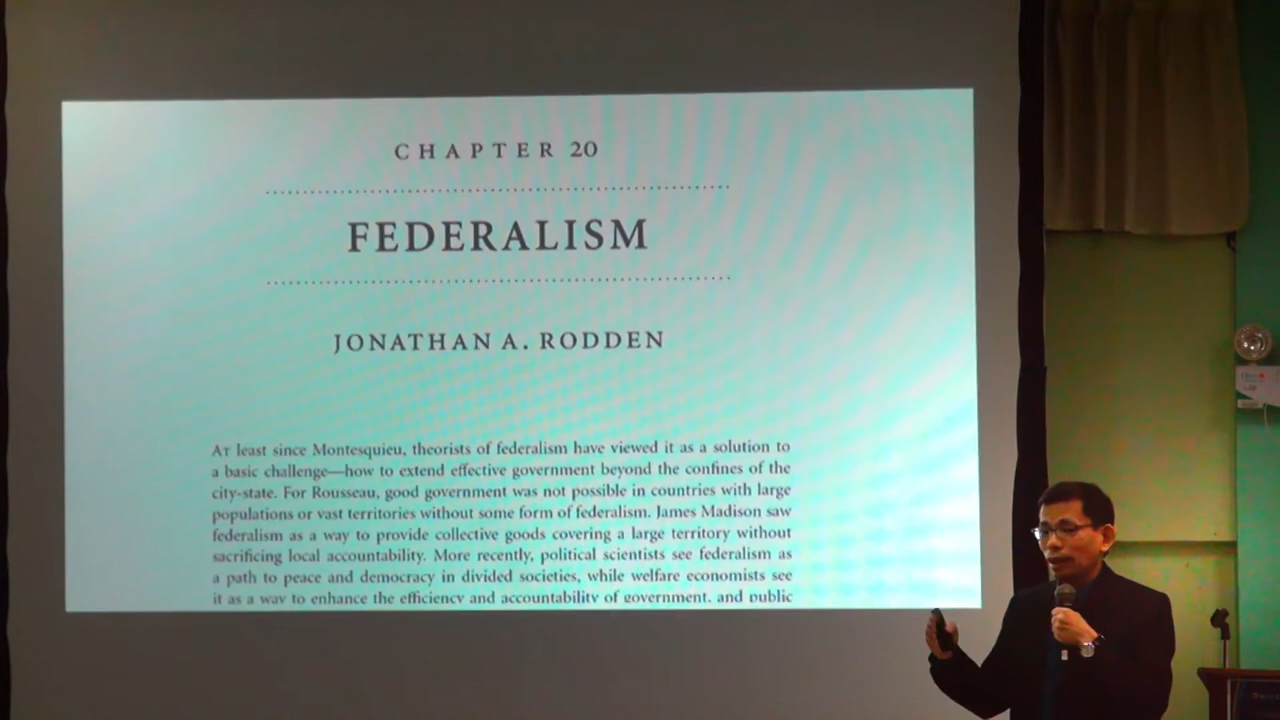 CHAPTER 20
FEDERALISM
JONATHAN A. RODDEN
At least since Montesquieu, theorists of federalism have viewed it as a solution to
a basic challenge—how to extend effective government beyond the confines of the
city-state. For Rousseau, good government was not possible in countries with large
populations or vast territories without some form of federalism. James Madison saw
federalism as a way to provide collective goods covering a large territory without
sacrificing local accountability. More recently, political scientists see federalism as
a path to peace and democracy in divided societies, while welfare economists see
it as a way to enhance the efficiency and accountability of government, and public